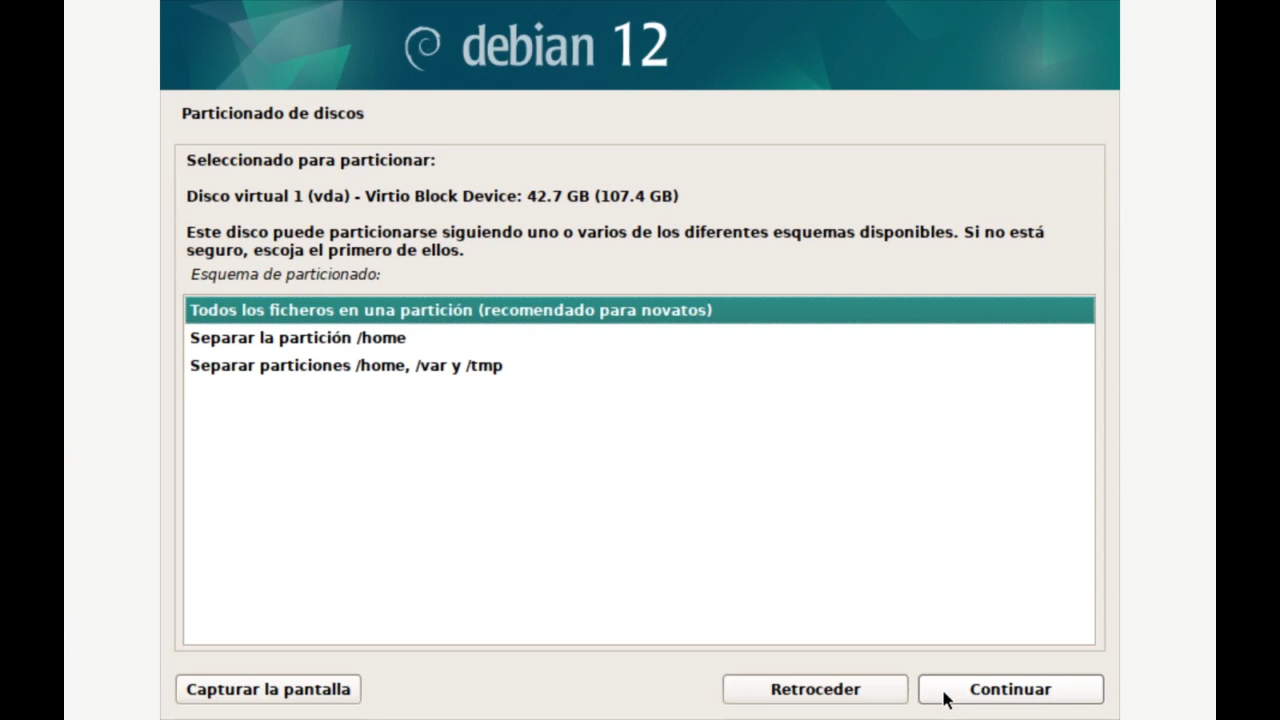 debian 12
Particionado de discos
Seleccionado para particionar:
Disco virtual 1 (vda) - Virtio Block Device: 42.7 GB (107.4 GB)
Este disco puede particionarse siguiendo uno o varios de los diferentes esquemas disponibles. Si no está
seguro, escoja el primero de ellos.
Esquema de particionado:
Todos los ficheros en una partición (recomendado para novatos)
Separar la partición /home
Separar particiones /home, /var y /tmp
Capturar la pantalla
Retroceder
Continuar